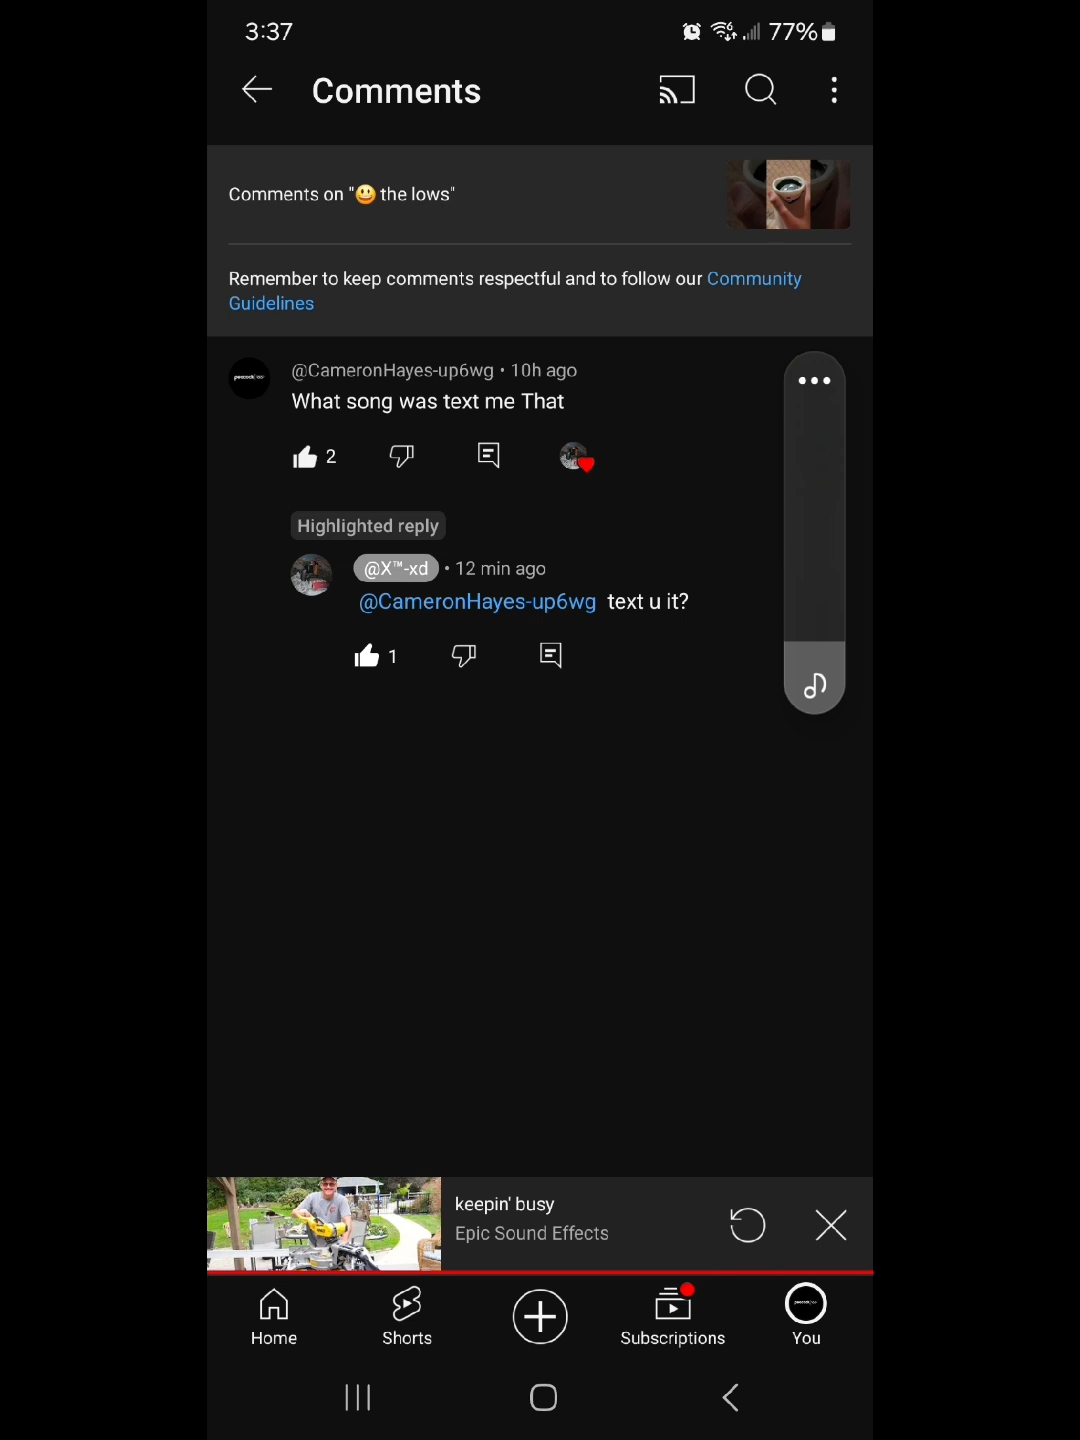 3:37 77%
Comments
Comments on "😃 the lows"
Remember to keep comments respectful and to follow our Community
Guidelines
@CameronHayes-up6wg • 10h ago
What song was text me That
2
Highlighted reply
@X™-xd • 12 min ago
@CameronHayes-up6wg text u it?
1
keepin' busy
Epic Sound Effects
Home Shorts Subscriptions You